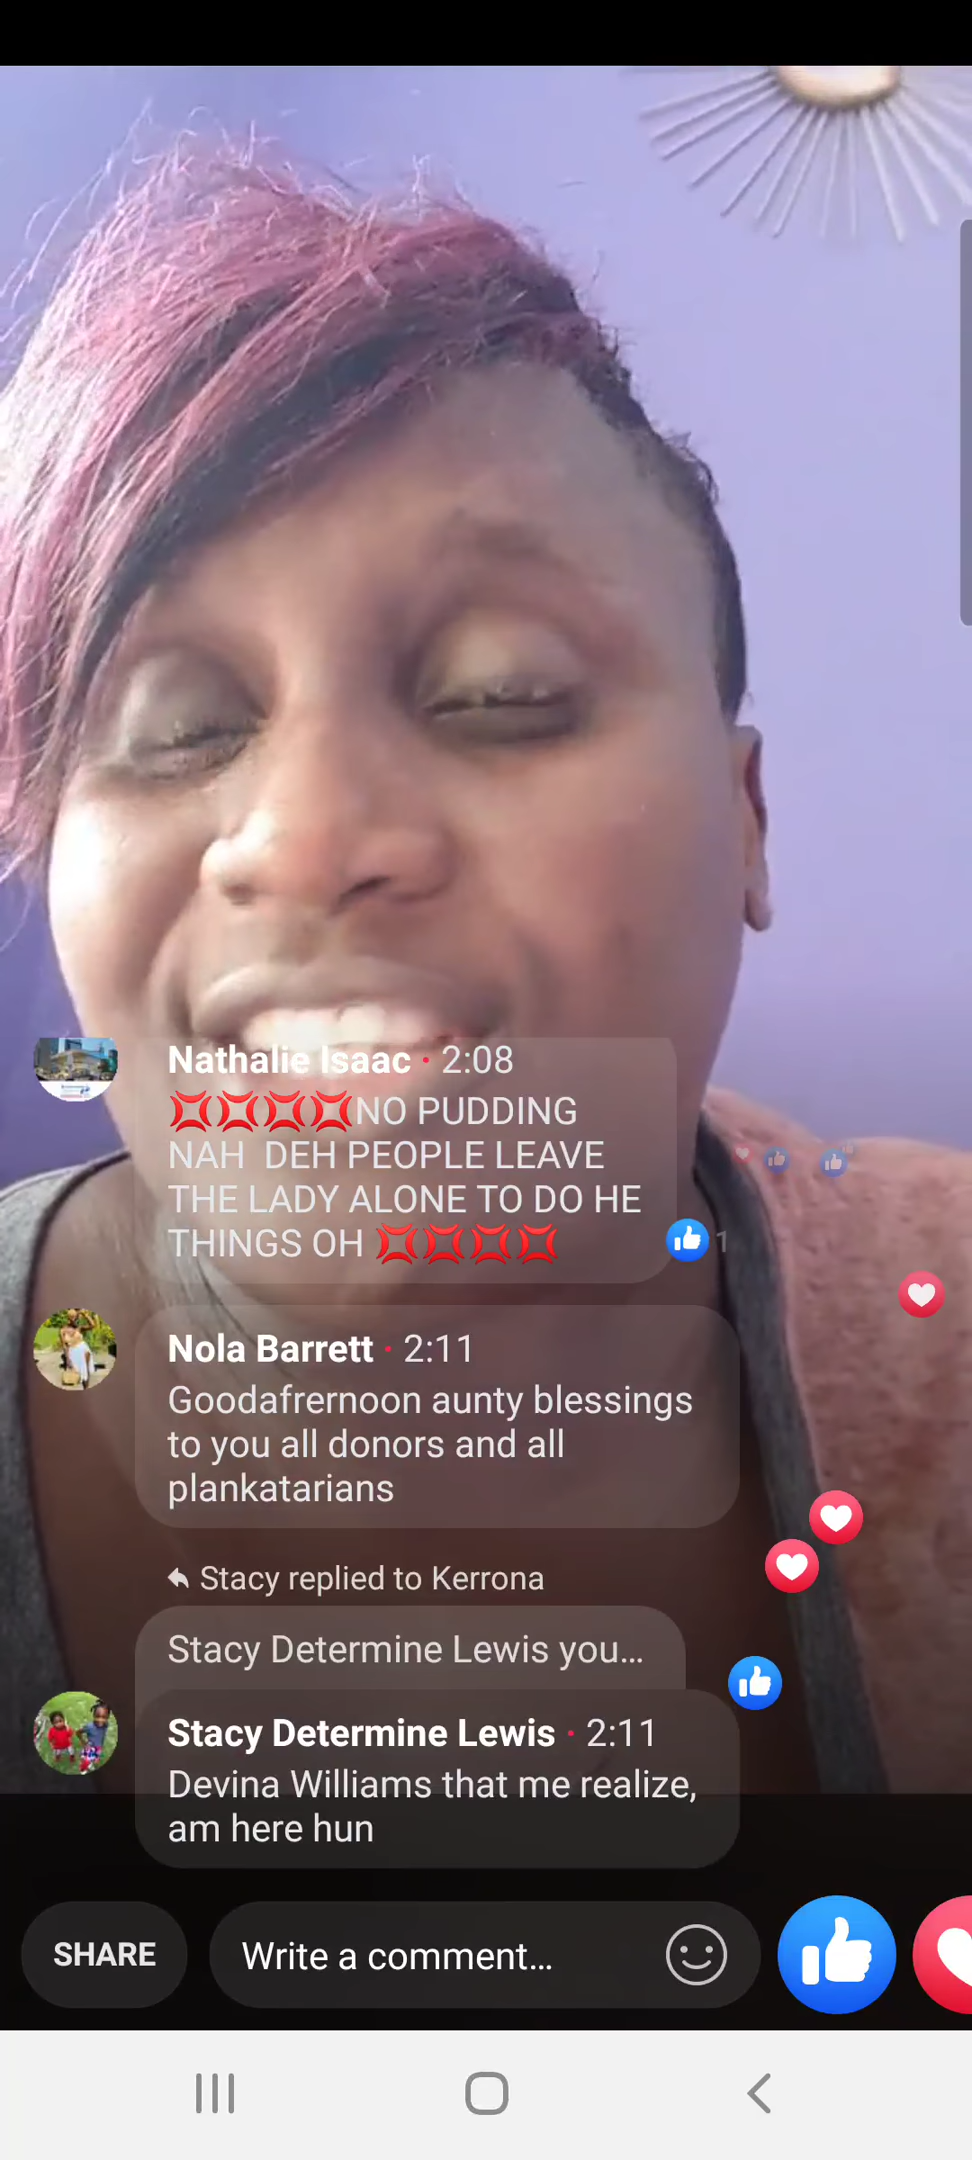 Nathalie Isaac · 2:08
💢💢💢💢NO PUDDING
NAH DEH PEOPLE LEAVE
THE LADY ALONE TO DO HE
THINGS OH 💢💢💢💢
1
Nola Barrett · 2:11
Goodafrernoon aunty blessings
to you all donors and all
plankatarians
Stacy replied to Kerrona
Stacy Determine Lewis you...
Stacy Determine Lewis · 2:11
Devina Williams that me realize,
am here hun
SHARE
Write a comment...